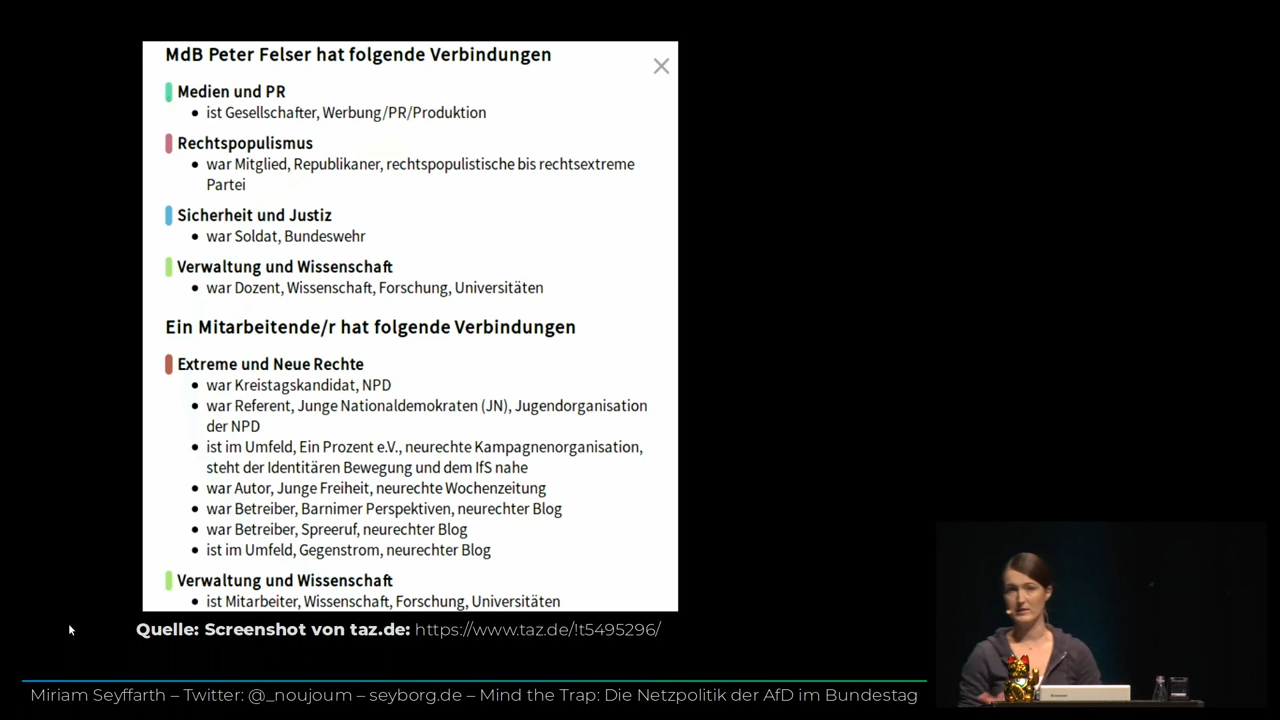 MdB Peter Felser hat folgende Verbindungen
Medien und PR
• ist Gesellschafter, Werbung/PR/Produktion
Rechtspopulismus
• war Mitglied, Republikaner, rechtspopulistische bis rechtsextreme
Partei
Sicherheit und Justiz
• war Soldat, Bundeswehr
Verwaltung und Wissenschaft
• war Dozent, Wissenschaft, Forschung, Universitäten
Ein Mitarbeitende/r hat folgende Verbindungen
Extreme und Neue Rechte
• war Kreistagskandidat, NPD
• war Referent, Junge Nationaldemokraten (JN), Jugendorganisation
der NPD
• ist im Umfeld, Ein Prozent e.V., neurechte Kampagnenorganisation,
steht der Identitären Bewegung und dem IfS nahe
• war Autor, Junge Freiheit, neurechte Wochenzeitung
• war Betreiber, Barnimer Perspektiven, neurechter Blog
• war Betreiber, Spreeruf, neurechter Blog
• ist im Umfeld, Gegenstrom, neurechter Blog
Verwaltung und Wissenschaft
• ist Mitarbeiter, Wissenschaft, Forschung, Universitäten
Quelle: Screenshot von taz.de: https://www.taz.de/!t5495296/
Miriam Seyffarth – Twitter: @_noujoum – seyborg.de – Mind the Trap: Die Netzpolitik der AfD im Bundestag